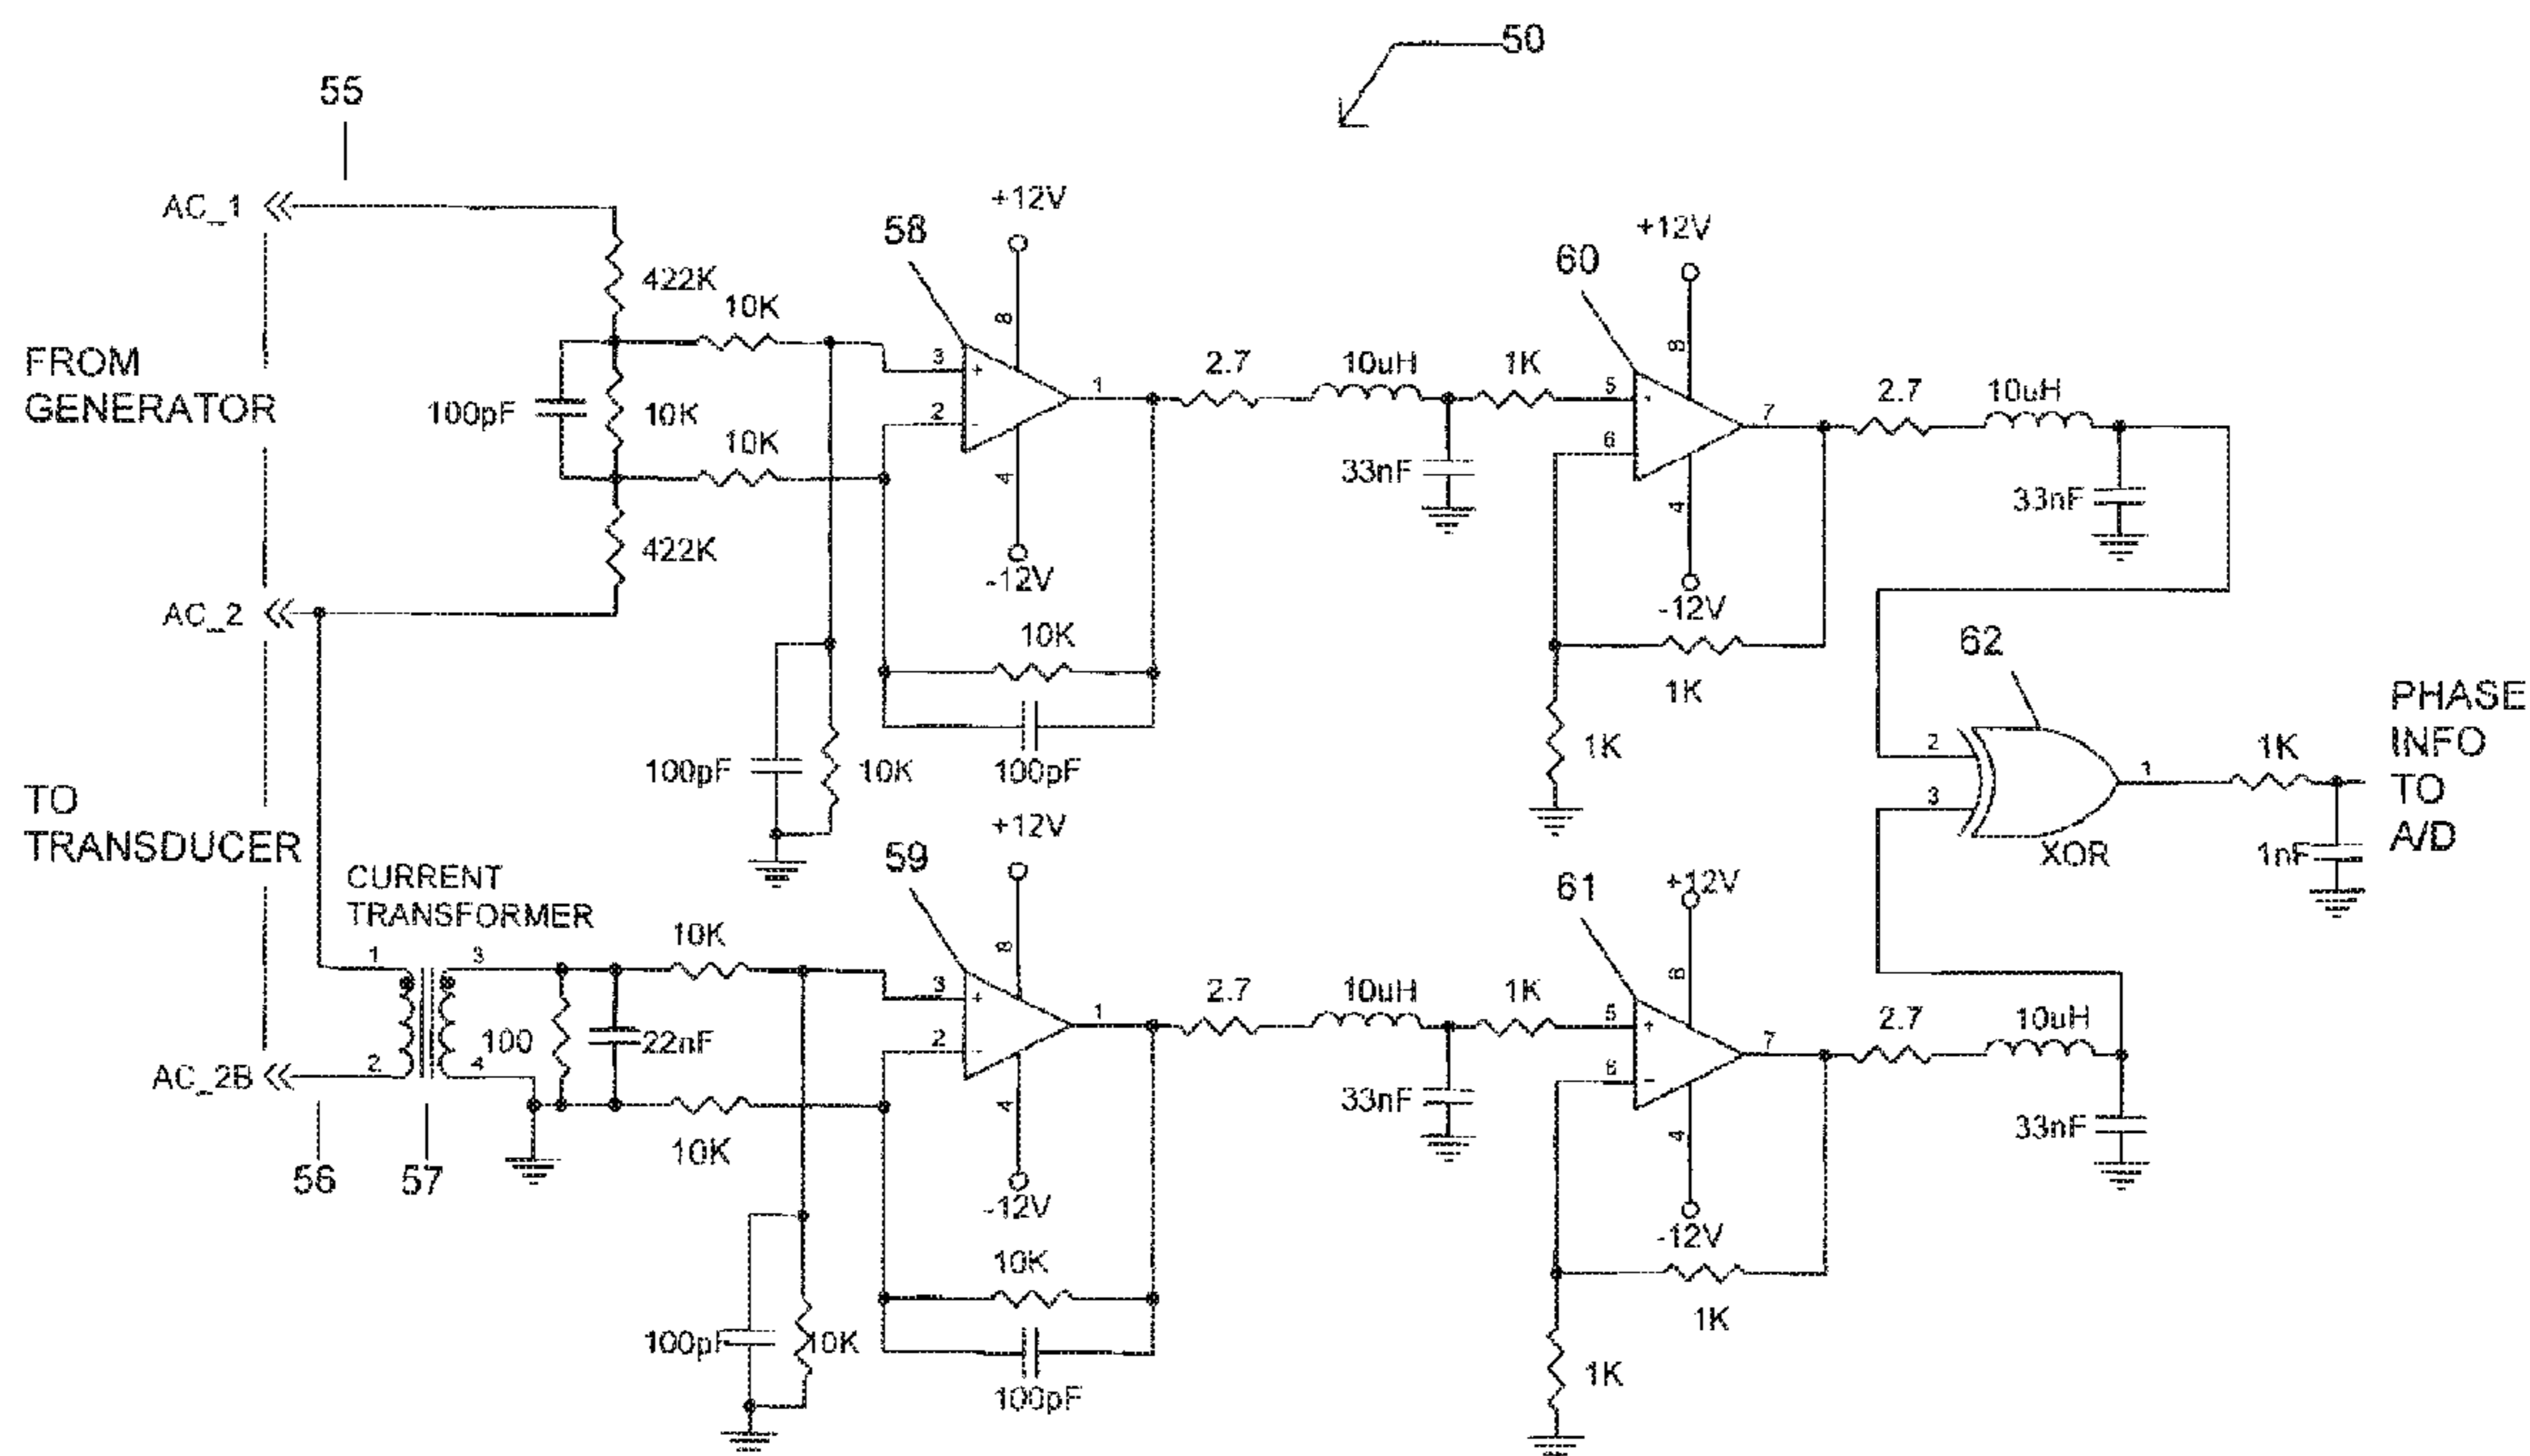 50
55
AC_1
+12V
58
+12V
60
422K
10K
8
8
FROM
GENERATOR
100pF
10K
10K
3
+
2
-
1
2.7
10uH
1K
5
6
7
2.7
10uH
4
33nF
4
33nF
422K
-12V
-12V
AC_2
10K
1K
62
1K
100pF
10K
100pF
2
3
1
XOR
1K
1nF
PHASE
INFO
TO
A/D
TO
TRANSDUCER
+12V
59
+12V
61
CURRENT
TRANSFORMER
10K
8
8
1
3
100
22nF
3
+
2
-
1
2.7
10uH
1K
5
+
6
-
7
2.7
10uH
AC_2B
2
4
4
33nF
4
33nF
56
57
10K
-12V
-12V
10K
1K
100pF
10K
100pF
1K